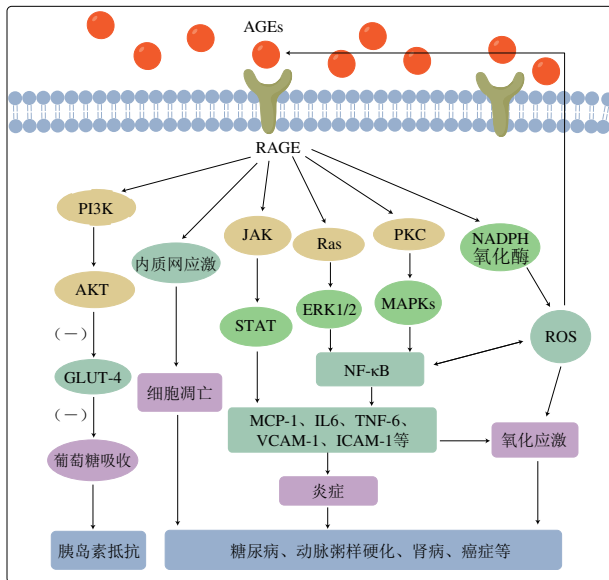 AGEs
RAGE
PI3K
JAK
Ras
PKC
NADPH
氧化酶
内质网应激
AKT
STAT
ERK1/2
MAPKs
ROS
(—)
GLUT-4
NF-κB
(—)
细胞凋亡
MCP-1、IL6、TNF-6、
VCAM-1、ICAM-1等
氧化应激
葡萄糖吸收
炎症
胰岛素抵抗
糖尿病、动脉粥样硬化、肾病、癌症等